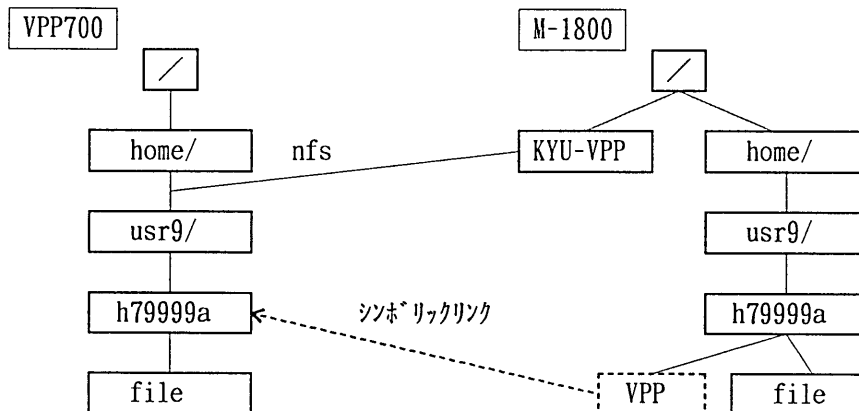 VPP700
M-1800
/
/
home/
nfs
KYU-VPP
home/
usr9/
usr9/
h79999a
ｼﾝﾎﾞﾘｯｸﾘﾝｸ
h79999a
file
VPP
file